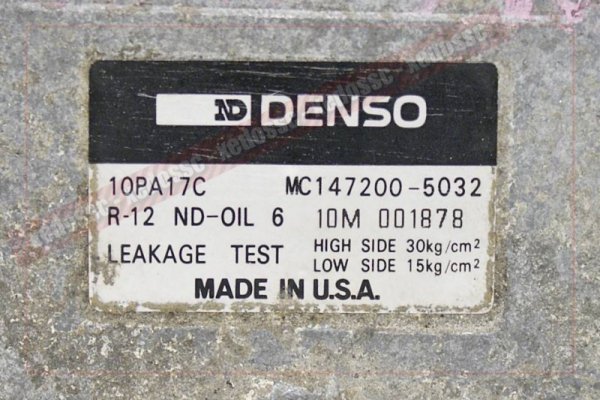 ND DENSO
10PA17C MC147200-5032
R-12 ND-OIL 6 10M 001878
LEAKAGE TEST HIGH SIDE 30kg/cm²
LOW SIDE 15kg/cm²
MADE IN U.S.A.